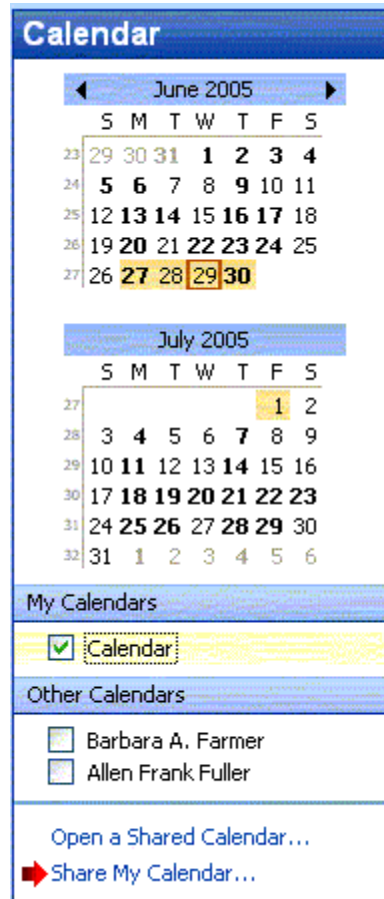 Calendar
June 2005
S M T W T F S
23 29 30 31 1 2 3 4
24 5 6 7 8 9 10 11
25 12 13 14 15 16 17 18
26 19 20 21 22 23 24 25
27 26 27 28 29 30
July 2005
S M T W T F S
27 1 2
28 3 4 5 6 7 8 9
29 10 11 12 13 14 15 16
30 17 18 19 20 21 22 23
31 24 25 26 27 28 29 30
32 31 1 2 3 4 5 6
My Calendars
Calendar
Other Calendars
Barbara A. Farmer
Allen Frank Fuller
Open a Shared Calendar...
Share My Calendar...